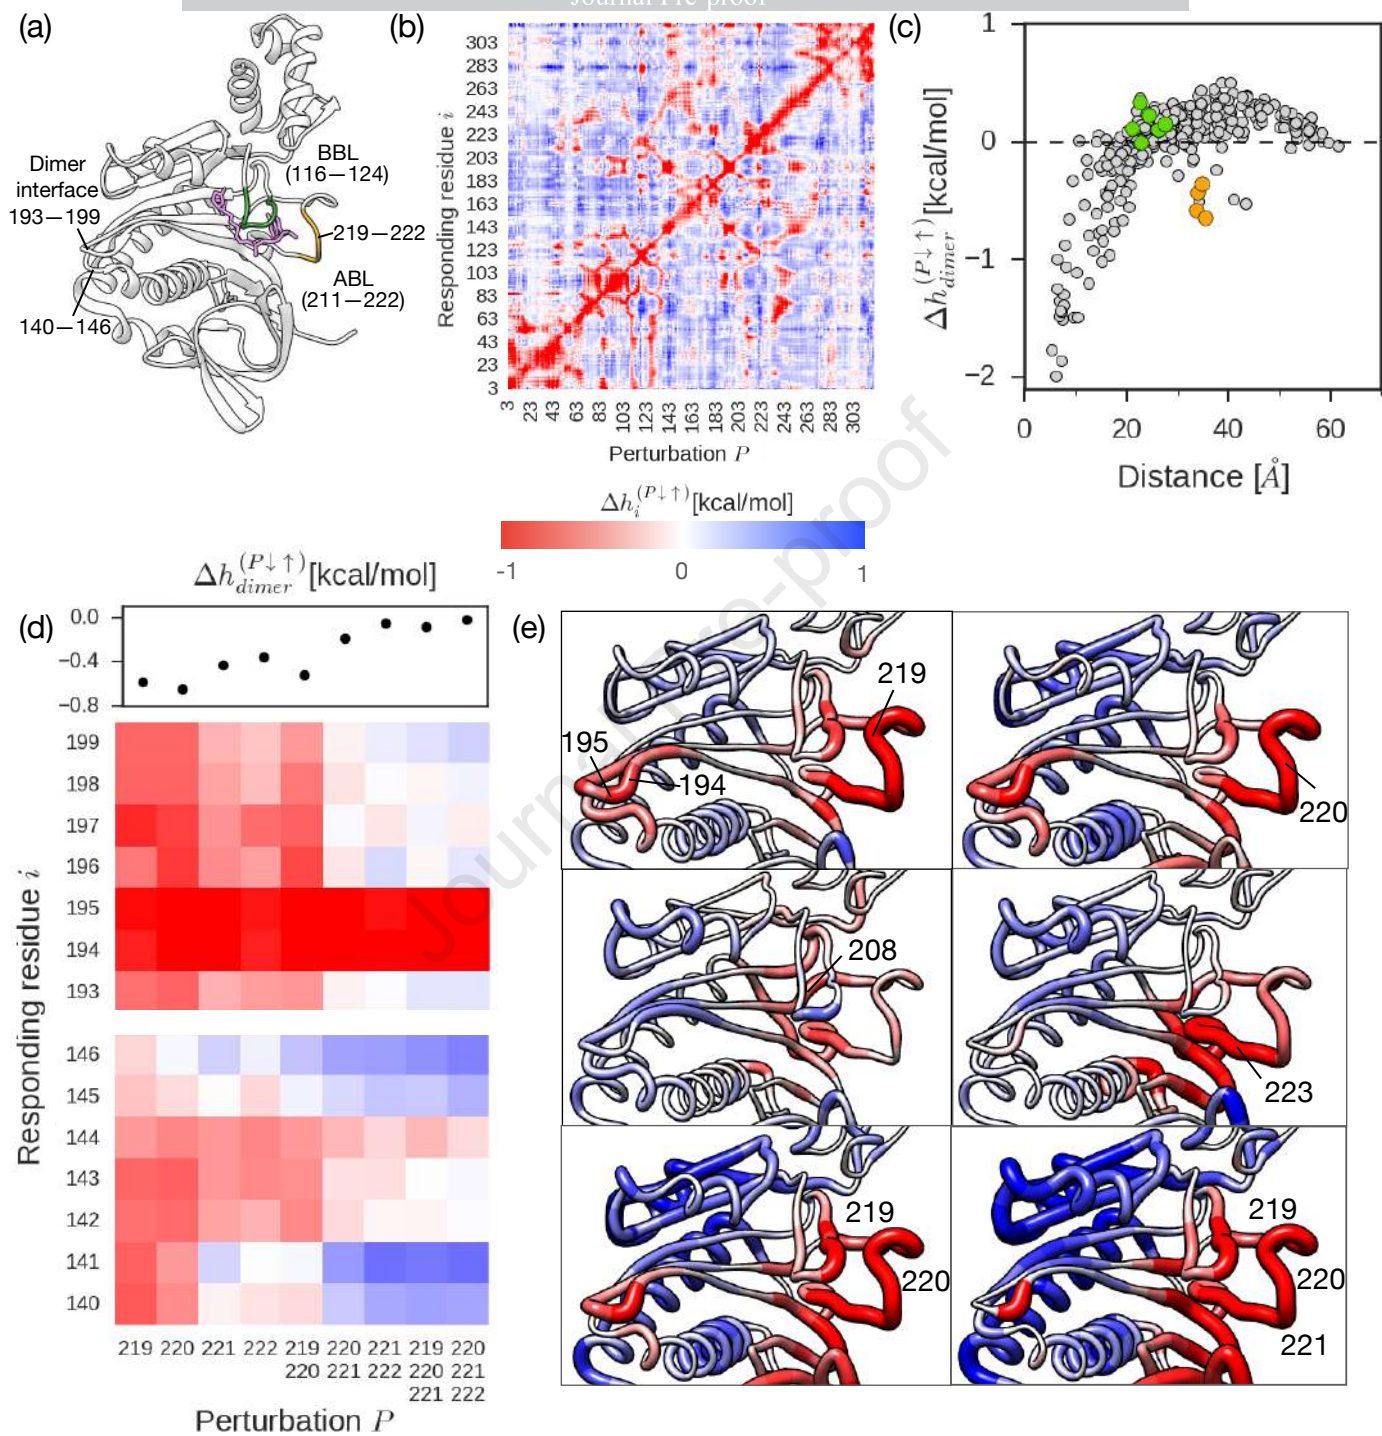 Journal Pre-proof
(a)
BBL
(116—124)
Dimer
interface
193—199
219—222
ABL
(211—222)
140—146
(b)
Responding residue i
303
283
263
243
223
203
183
163
143
123
103
83
63
43
23
3
3 23 43 63 83 103 123 143 163 183 203 223 243 263 283 303
Perturbation P
Δh_i^(P↓↑) [kcal/mol]
-1 0 1
(c)
Δh_dimer^(P↓↑) [kcal/mol]
1
0
−1
−2
0 20 40 60
Distance [Å]
Journal Pre-proof
(d)
Δh_dimer^(P↓↑) [kcal/mol]
0.0
−0.4
−0.8
Responding residue i
199
198
197
196
195
194
193
146
145
144
143
142
141
140
219 220 221 222 219 220 221 219 220
220 221 222 220 221
221 222
Perturbation P
(e)
219
195
194
220
208
223
219
220
219
220
221